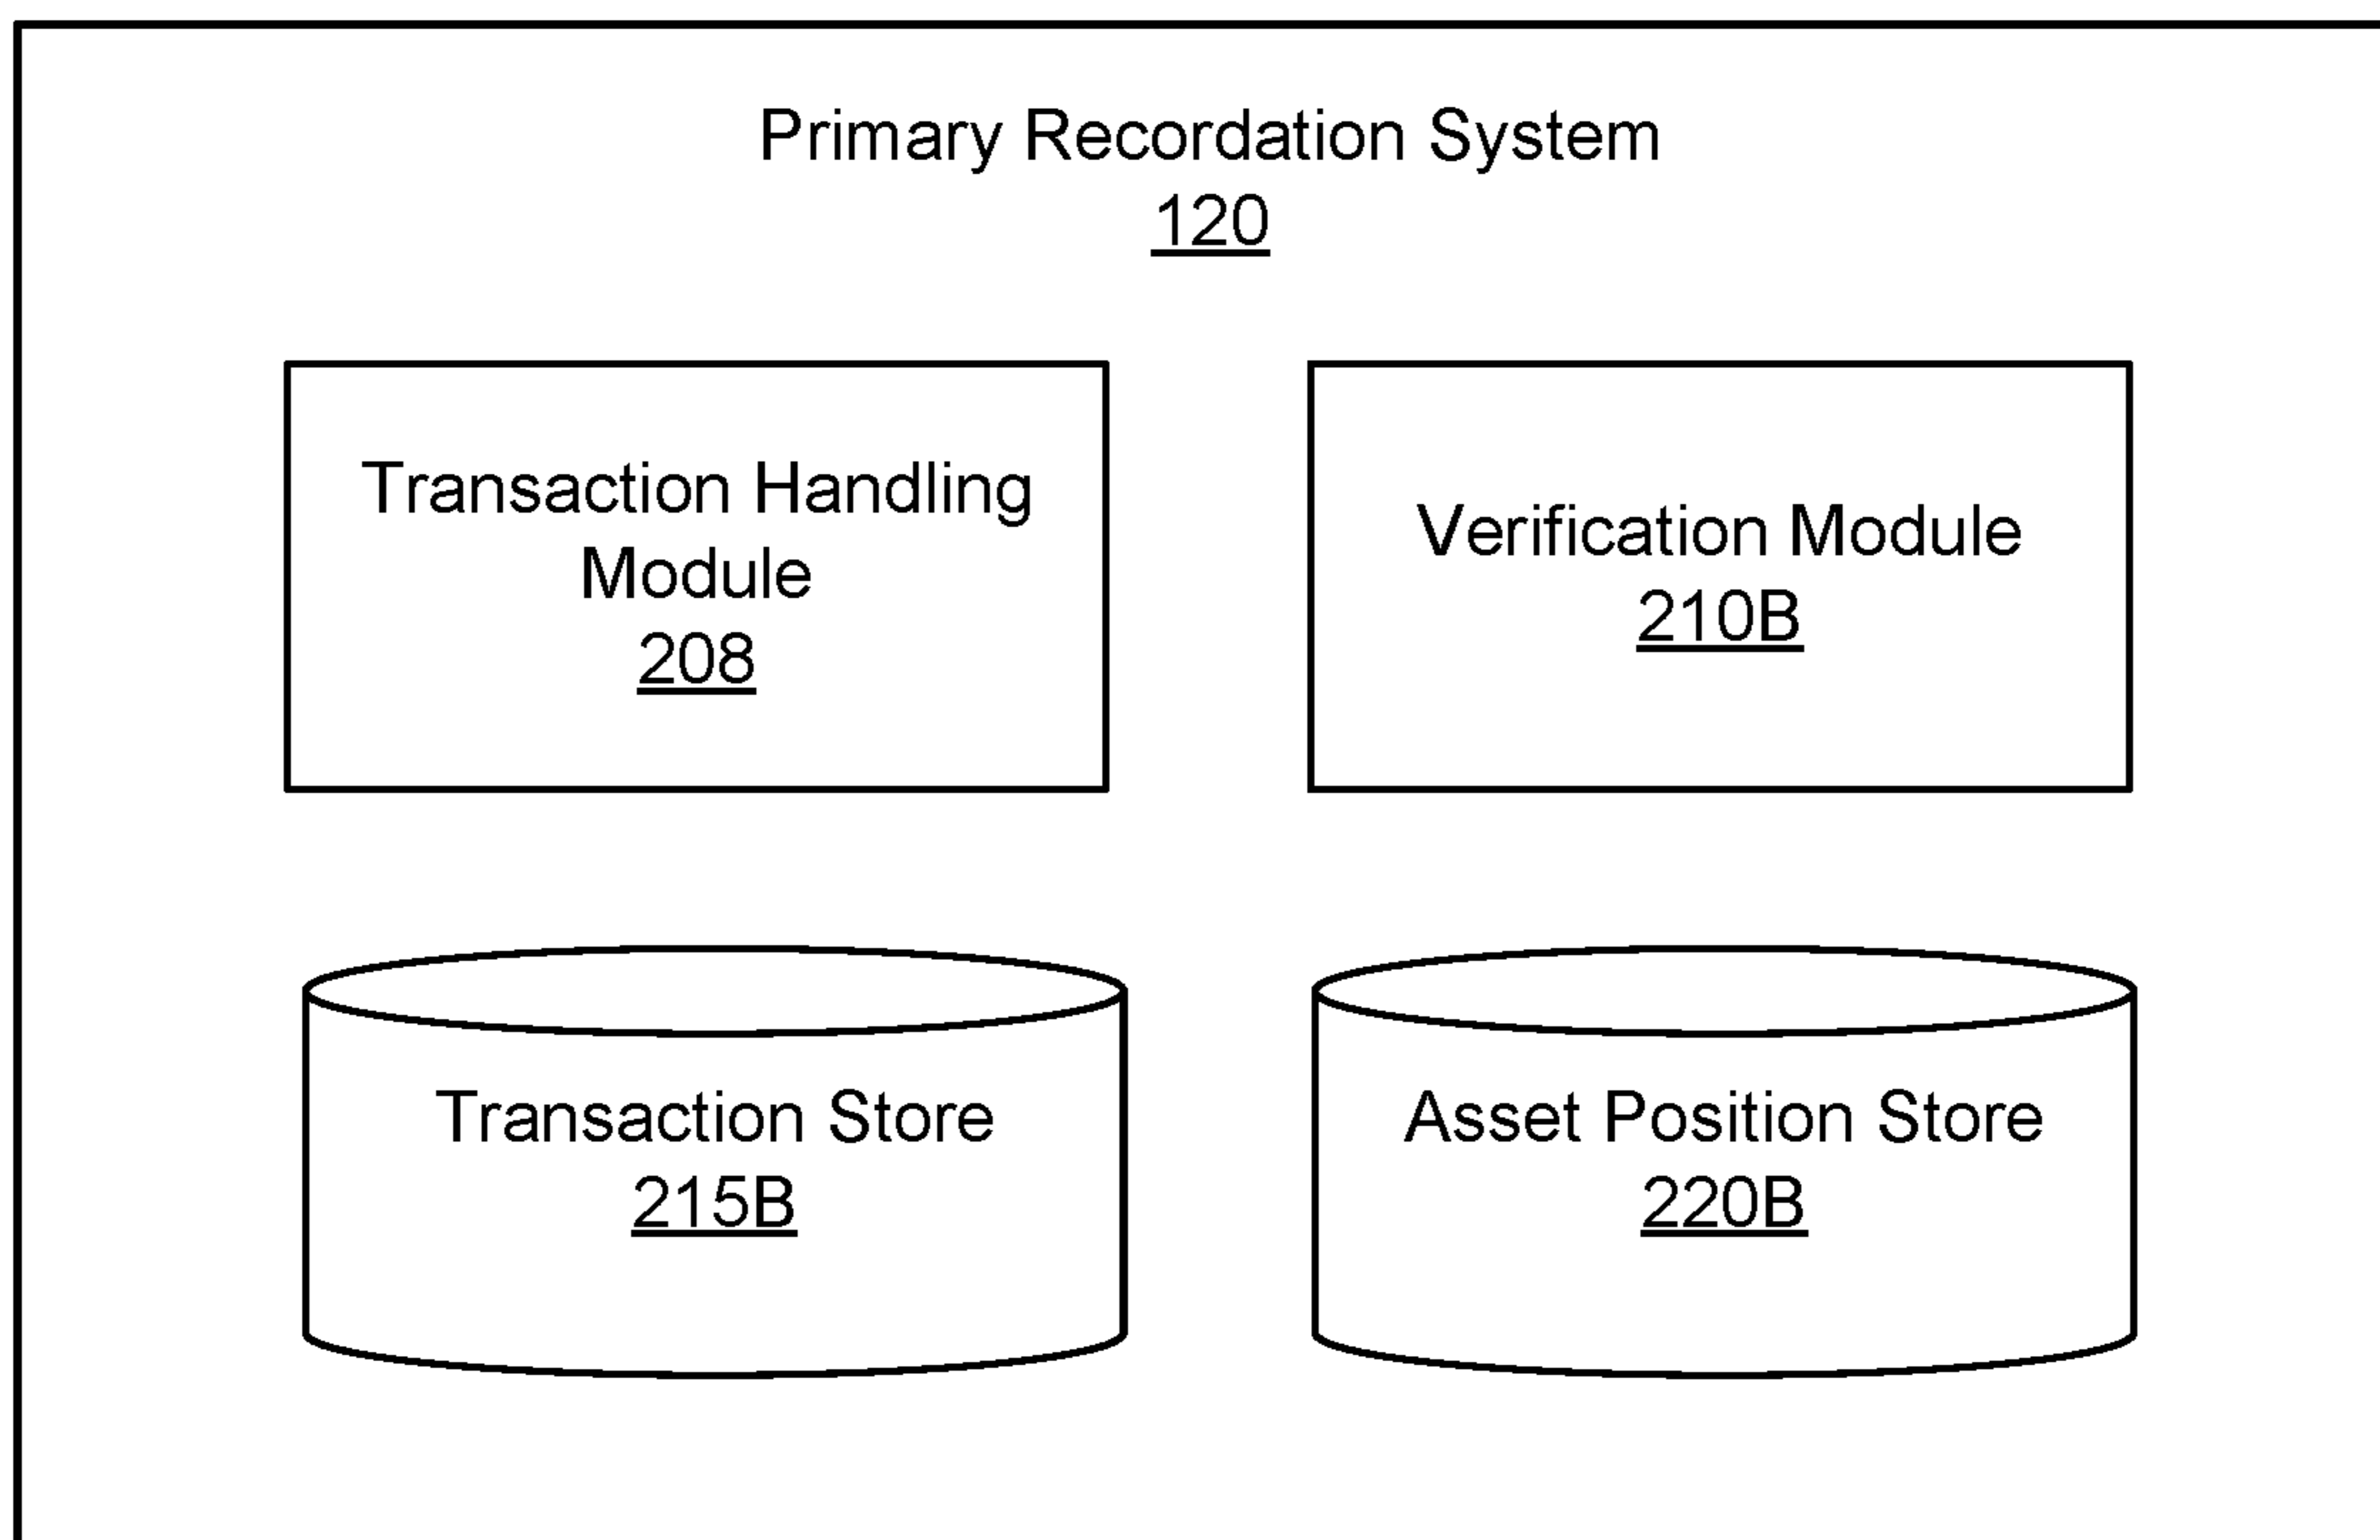 Primary Recordation System
120
Transaction Handling
Module
208
Verification Module
210B
Transaction Store
215B
Asset Position Store
220B